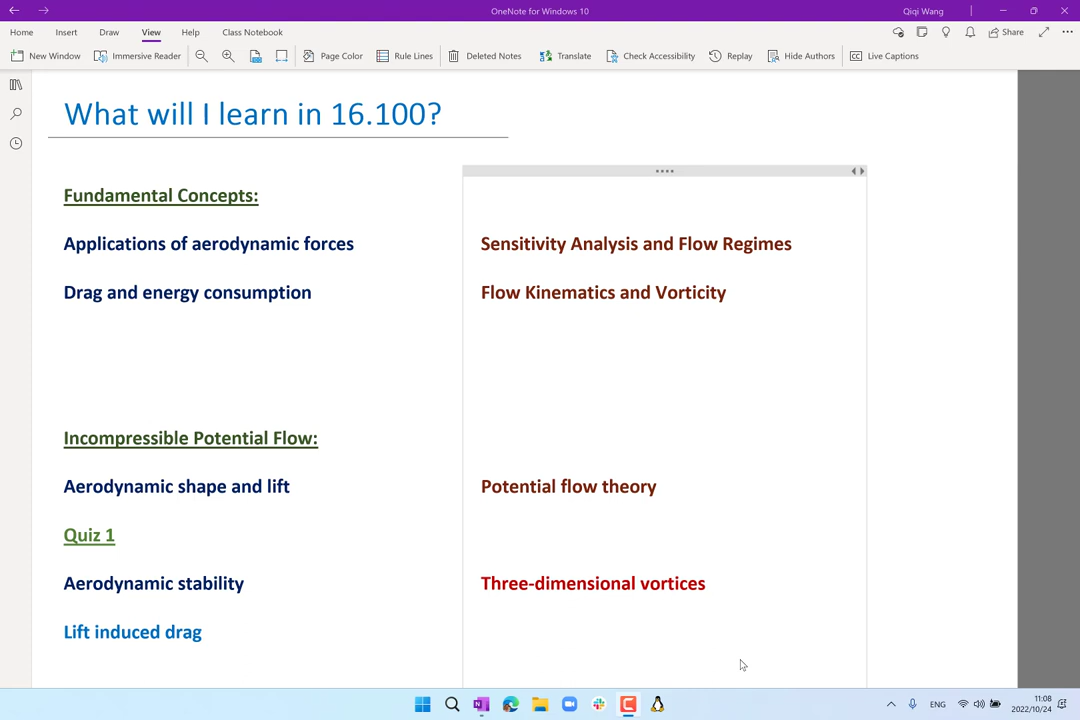 OneNote for Windows 10
Qiqi Wang
Home Insert Draw View Help Class Notebook
Share
New Window Immersive Reader Page Color Rule Lines Deleted Notes Translate Check Accessibility Replay Hide Authors Live Captions
What will I learn in 16.100?
Fundamental Concepts:
Applications of aerodynamic forces
Sensitivity Analysis and Flow Regimes
Drag and energy consumption
Flow Kinematics and Vorticity
Incompressible Potential Flow:
Aerodynamic shape and lift
Potential flow theory
Quiz 1
Aerodynamic stability
Three-dimensional vortices
Lift induced drag
ENG
11:08
2022/10/24